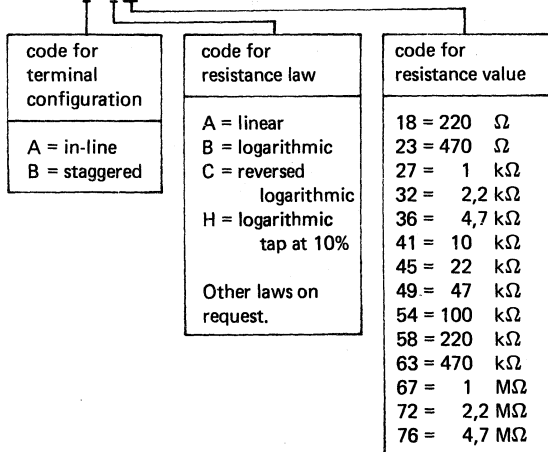 code for
terminal
configuration
A = in-line
B = staggered
code for
resistance law
A = linear
B = logarithmic
C = reversed
logarithmic
H = logarithmic
tap at 10%
Other laws on
request.
code for
resistance value
18 = 220 Ω
23 = 470 Ω
27 = 1 kΩ
32 = 2,2 kΩ
36 = 4,7 kΩ
41 = 10 kΩ
45 = 22 kΩ
49 = 47 kΩ
54 = 100 kΩ
58 = 220 kΩ
63 = 470 kΩ
67 = 1 MΩ
72 = 2,2 MΩ
76 = 4,7 MΩ